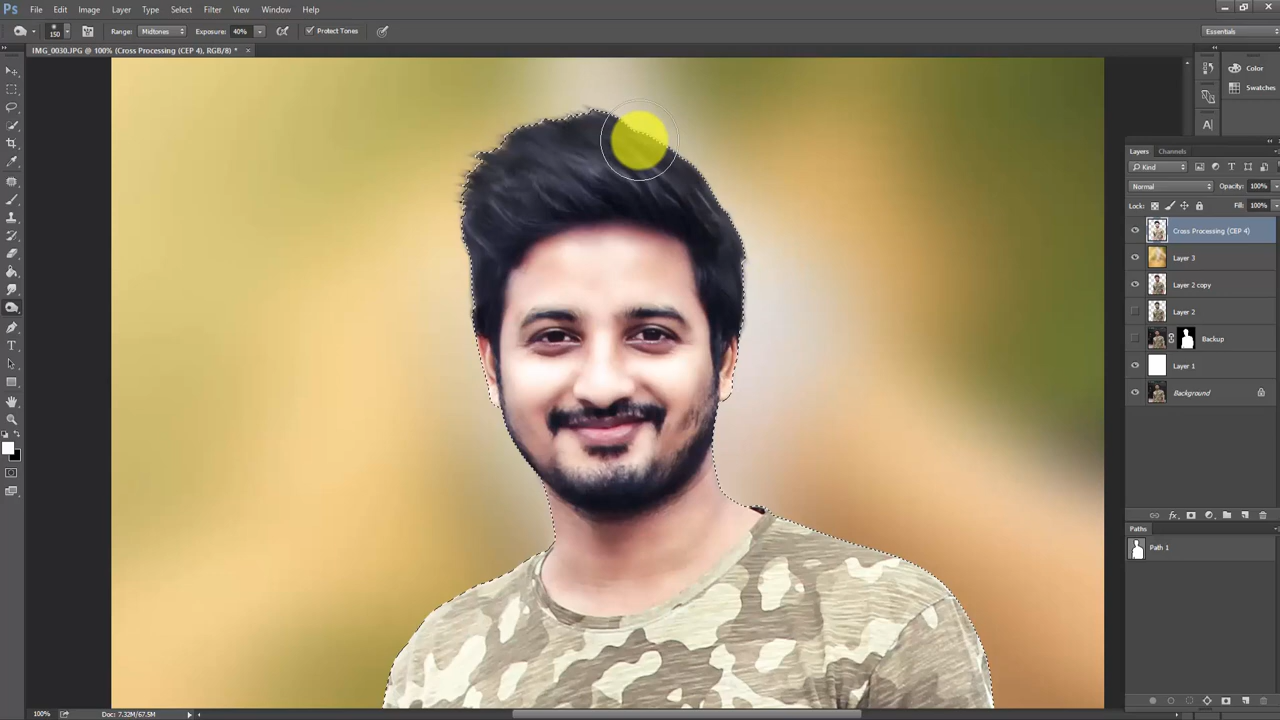 Ps File Edit Image Layer Type Select Filter View Window Help
150 Range: Midtones Exposure: 40% Protect Tones Essentials
IMG_0030.JPG @ 100% (Cross Processing (CEP 4), RGB/8) * ×
Color
Swatches
A
Layers Channels
Kind T
Normal Opacity: 100%
Lock: Fill: 100%
Cross Processing (CEP 4)
Layer 3
Layer 2 copy
Layer 2
Backup
Layer 1
Background
fx
Paths
Path 1
T
100% Doc: 7.32M/67.5M